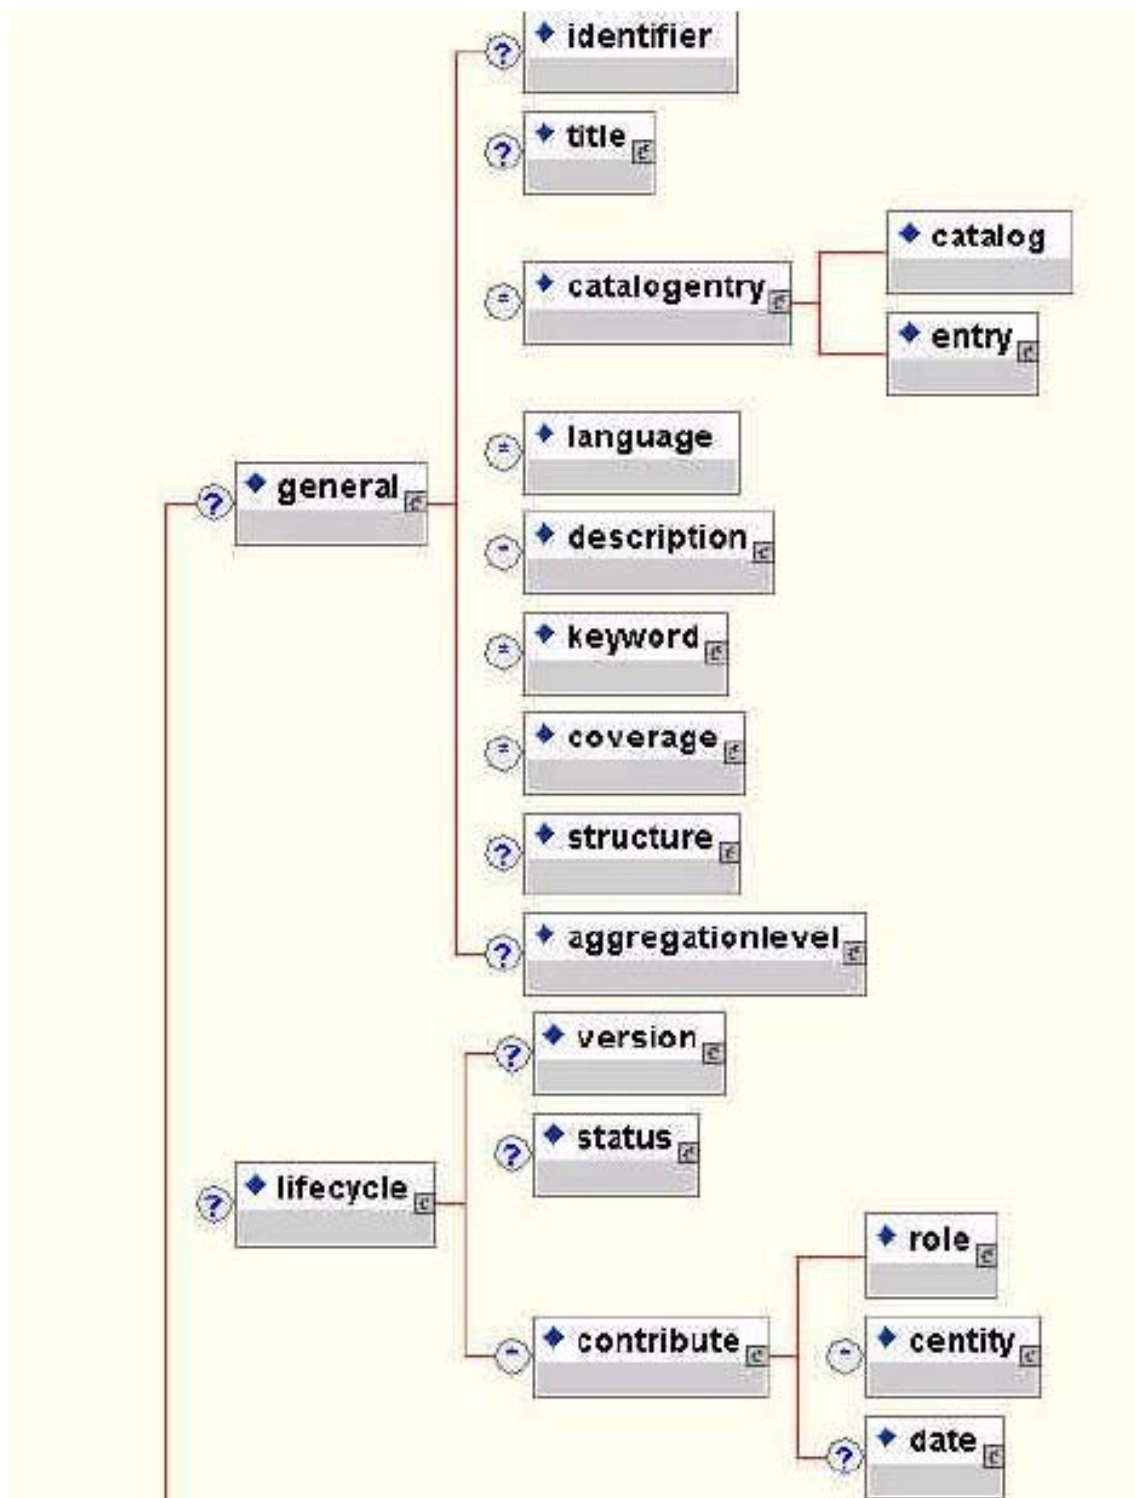 identifier
title
catalogentry
catalog
entry
general
language
description
keyword
coverage
structure
aggregationlevel
version
status
lifecycle
role
contribute
centity
date